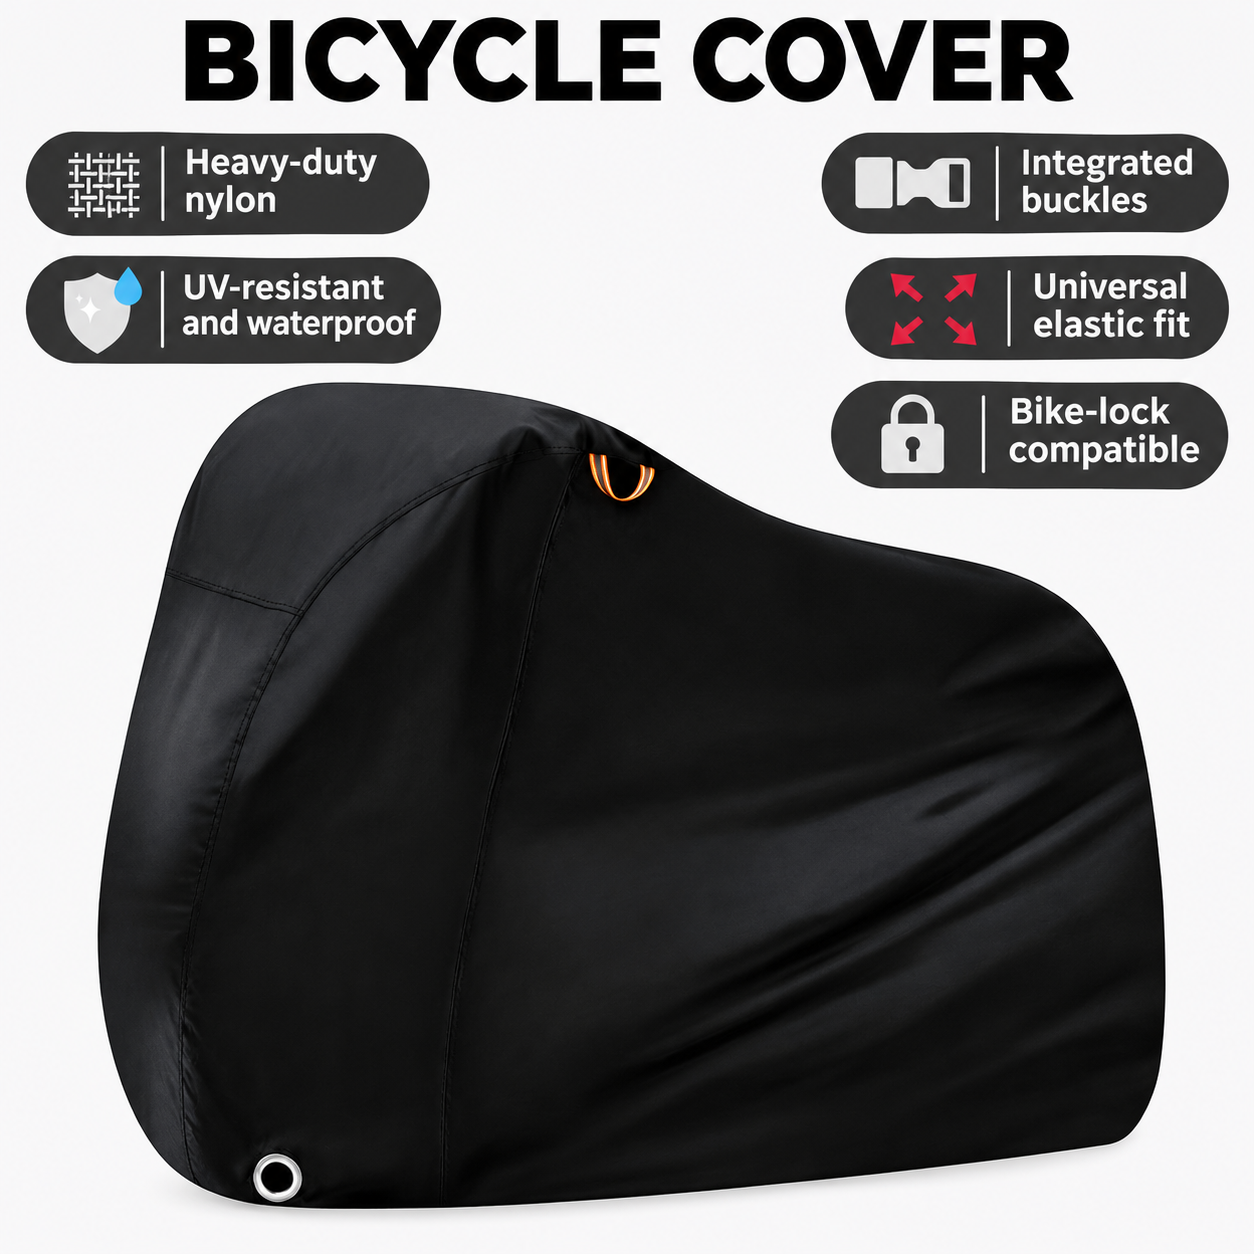 BICYCLE COVER
Heavy-duty
nylon
UV-resistant
and waterproof
Integrated
buckles
Universal
elastic fit
Bike-lock
compatible